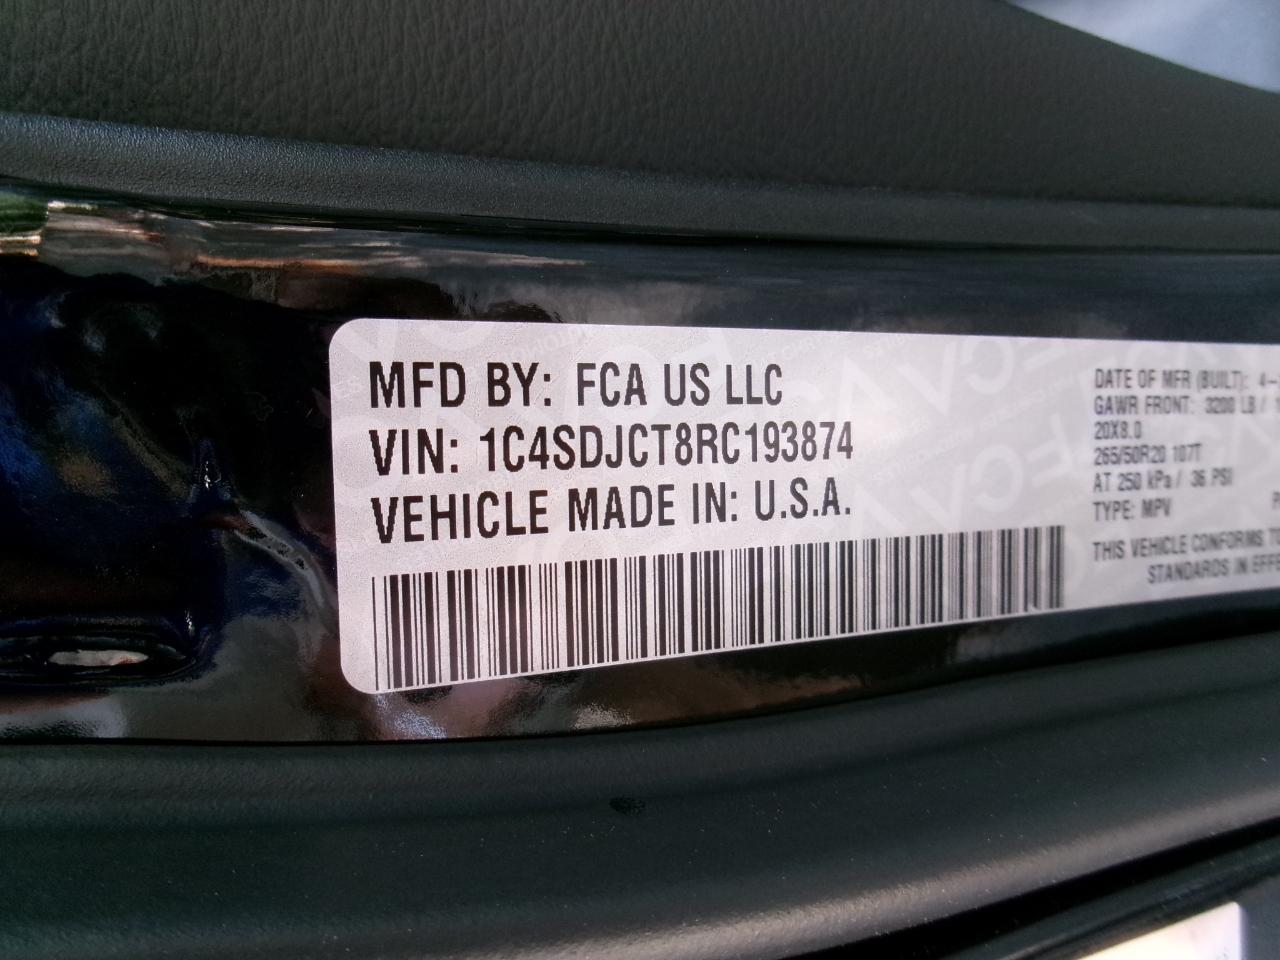 MFD BY: FCA US LLC
VIN: 1C4SDJCT8RC193874
VEHICLE MADE IN: U.S.A.
DATE OF MFR (BUILT): 4-
GAWR FRONT: 3200 LB /
20X8.0
265/50R20 107T
AT 250 kPa / 36 PSI
TYPE: MPV
THIS VEHICLE CONFORMS
STANDARDS IN